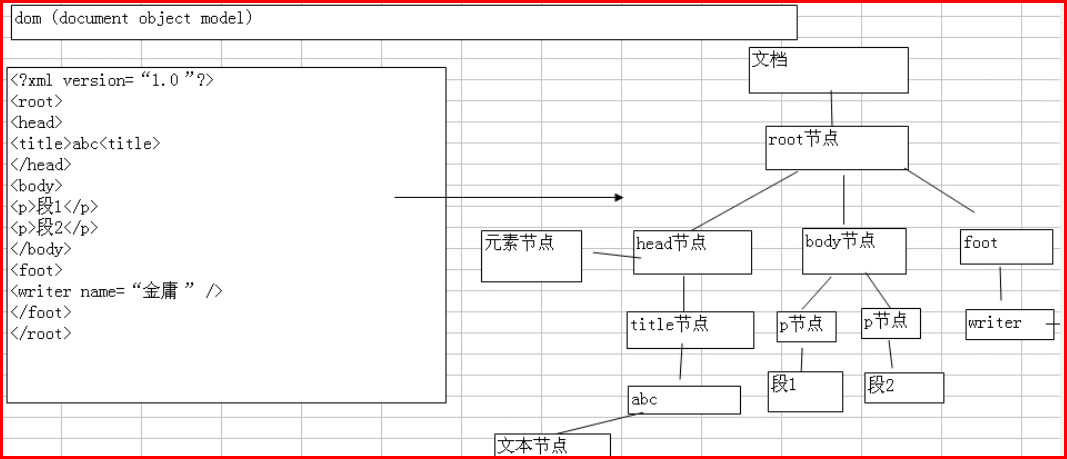 dom (document object model)
<?xml version=“1.0”?>
<root>
<head>
<title>abc<title>
</head>
<body>
<p>段1</p>
<p>段2</p>
</body>
<foot>
<writer name=“金庸” />
</foot>
</root>
文档
root节点
元素节点
head节点
body节点
foot
title节点
p节点
p节点
writer
abc
段1
段2
文本节点